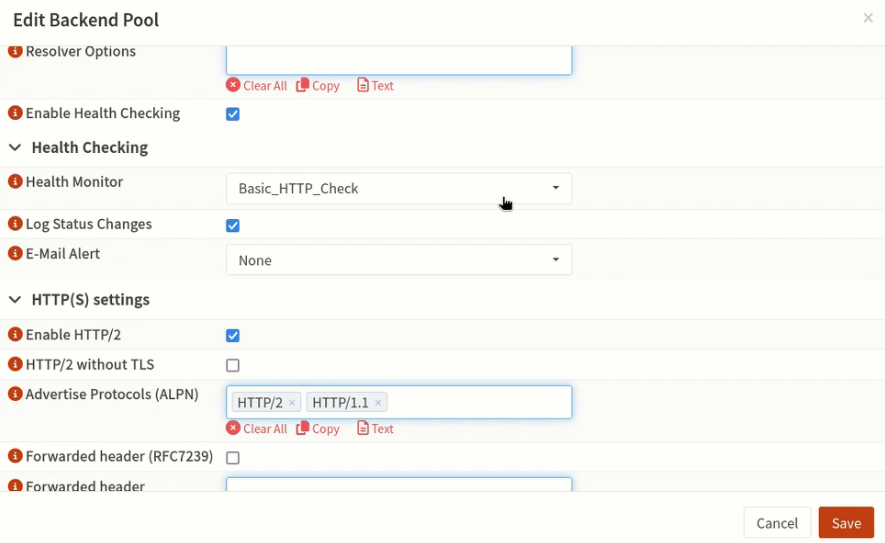 Edit Backend Pool ×
Resolver Options
Clear All Copy Text
Enable Health Checking
Health Checking
Health Monitor Basic_HTTP_Check
Log Status Changes
E-Mail Alert None
HTTP(S) settings
Enable HTTP/2
HTTP/2 without TLS
Advertise Protocols (ALPN) HTTP/2 × HTTP/1.1 ×
Clear All Copy Text
Forwarded header (RFC7239)
Forwarded header
Cancel Save